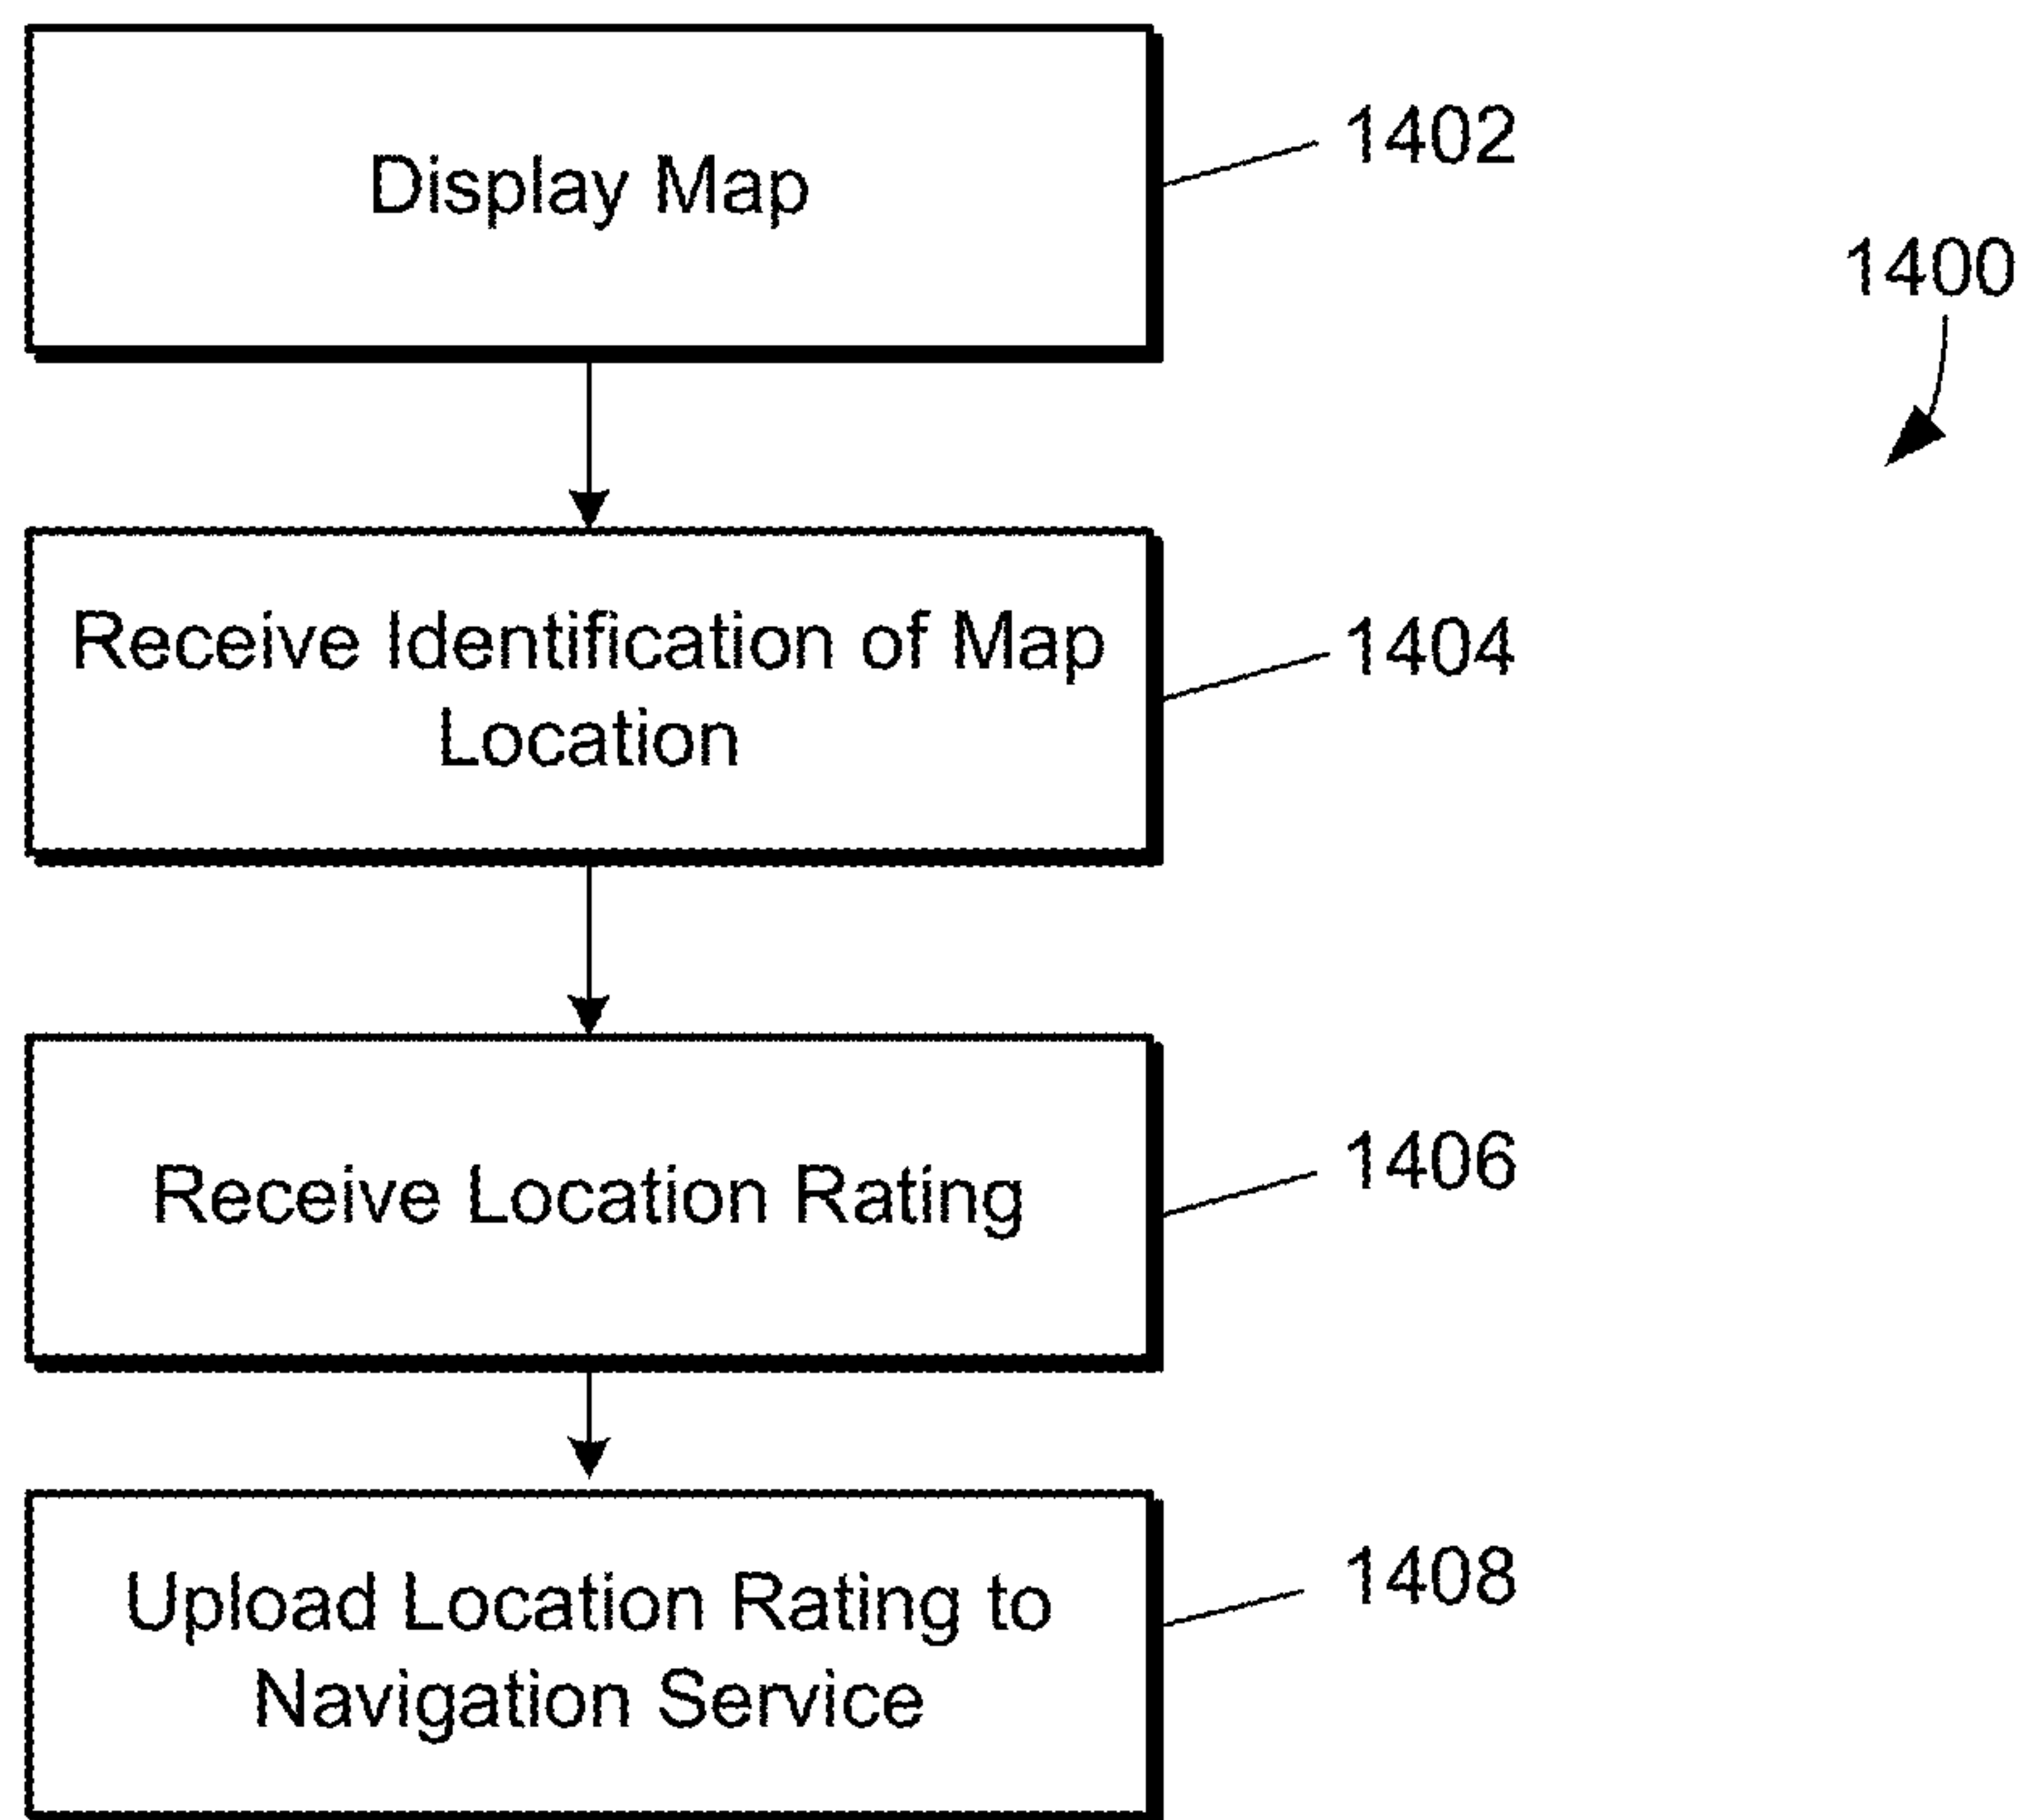 Display Map
1402
1400
Receive Identification of Map
Location
1404
Receive Location Rating
1406
Upload Location Rating to
Navigation Service
1408